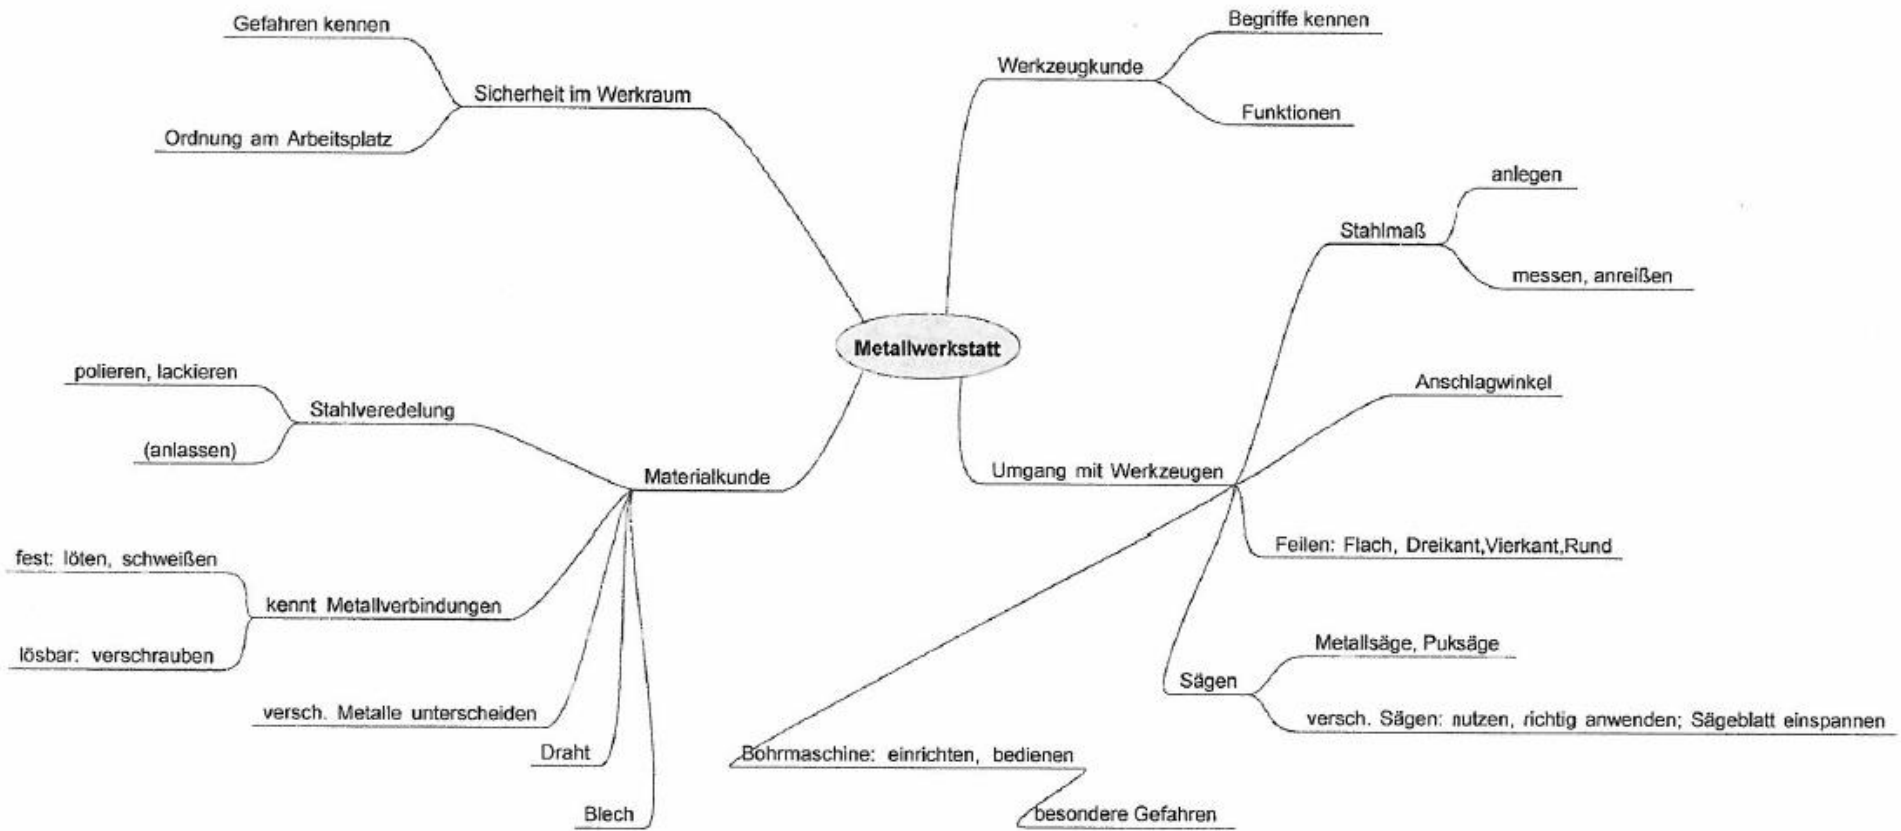 Gefahren kennen
Sicherheit im Werkraum
Ordnung am Arbeitsplatz
Begriffe kennen
Werkzeugkunde
Funktionen
anlegen
Stahlmaß
messen, anreißen
Metallwerkstatt
polieren, lackieren
Stahlveredelung
(anlassen)
Materialkunde
Anschlagwinkel
Umgang mit Werkzeugen
Feilen: Flach, Dreikant,Vierkant,Rund
fest: löten, schweißen
kennt Metallverbindungen
lösbar: verschrauben
versch. Metalle unterscheiden
Draht
Blech
Metallsäge, Puksäge
Sägen
versch. Sägen: nutzen, richtig anwenden; Sägeblatt einspannen
Bohrmaschine: einrichten, bedienen
besondere Gefahren